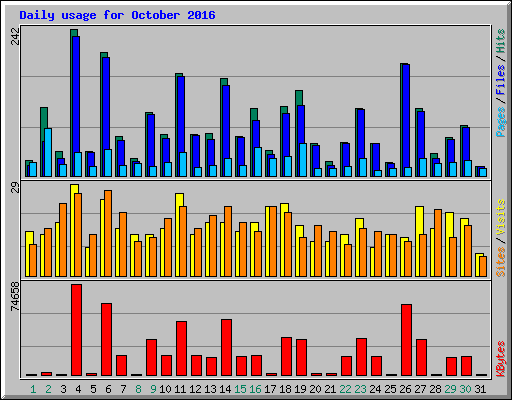 Daily usage for October 2016
242
Pages / Files / Hits
29
Sites / Visits
74658
KBytes
1 2 3 4 5 6 7 8 9 10 11 12 13 14 15 16 17 18 19 20 21 22 23 24 25 26 27 28 29 30 31